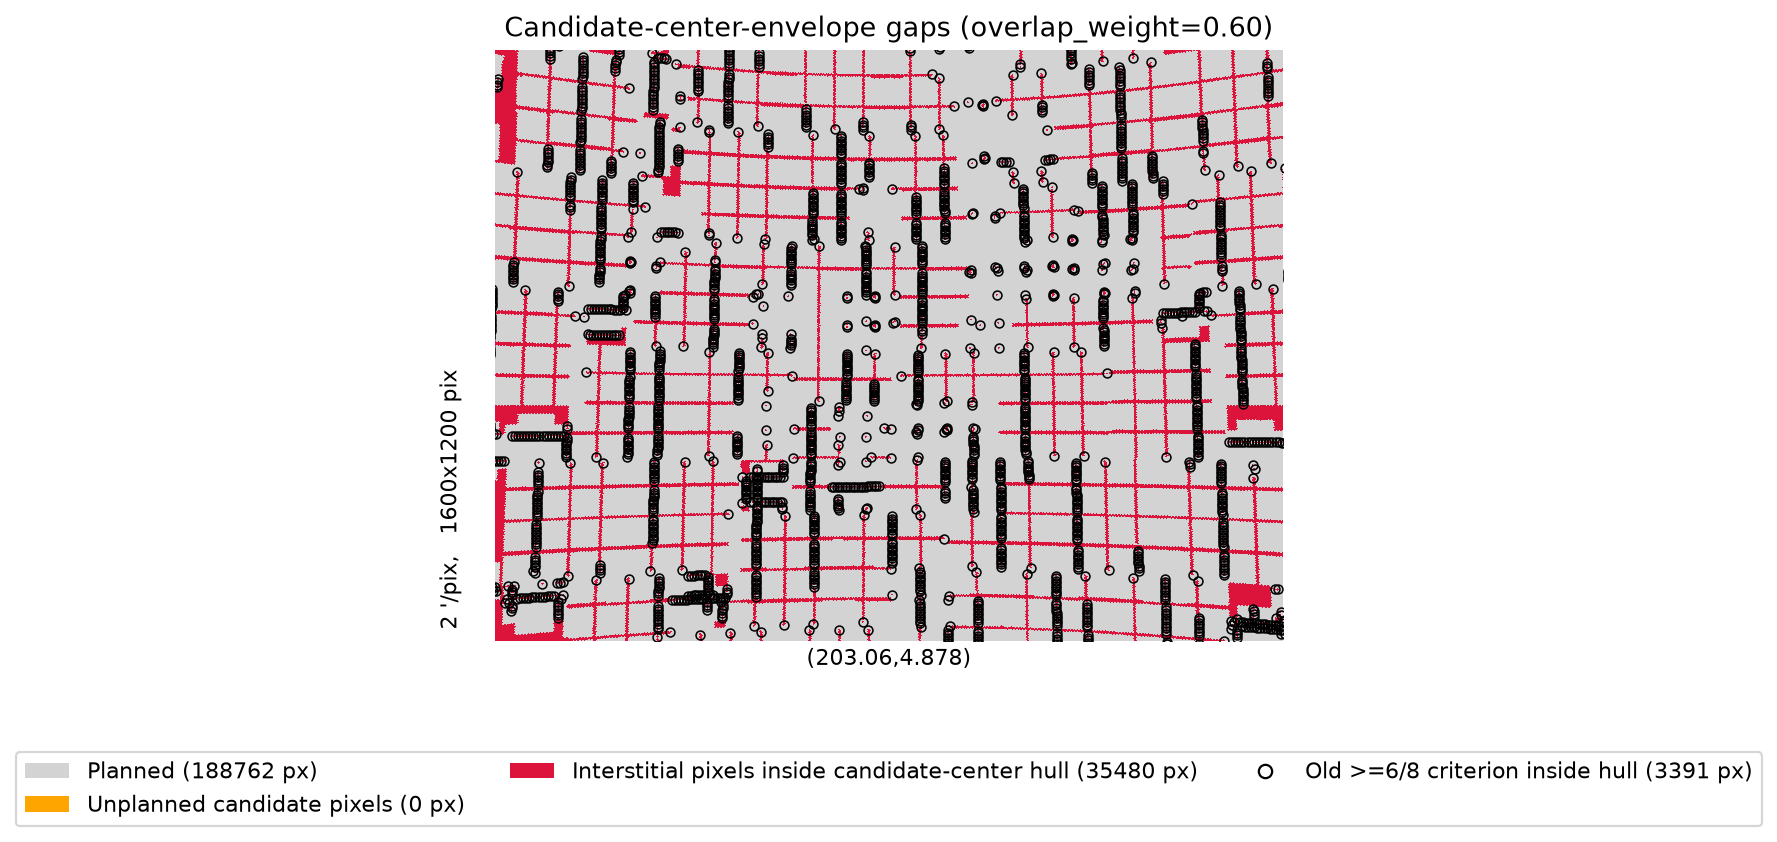 Candidate-center-envelope gaps (overlap_weight=0.60)
2 '/pix,   1600x1200 pix
(203.06,4.878)
Planned (188762 px)
Unplanned candidate pixels (0 px)
Interstitial pixels inside candidate-center hull (35480 px)
Old >=6/8 criterion inside hull (3391 px)